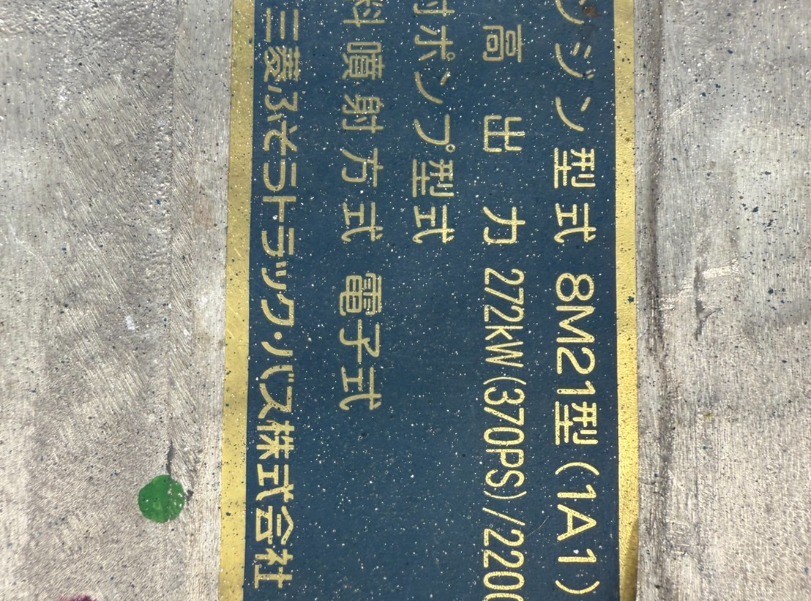 ンジン型式 8M21型(1A1)
高出力 272kW(370PS)/2200
射ポンプ型式
料噴射方式 電子式
三菱ふそうトラック・バス株式会社